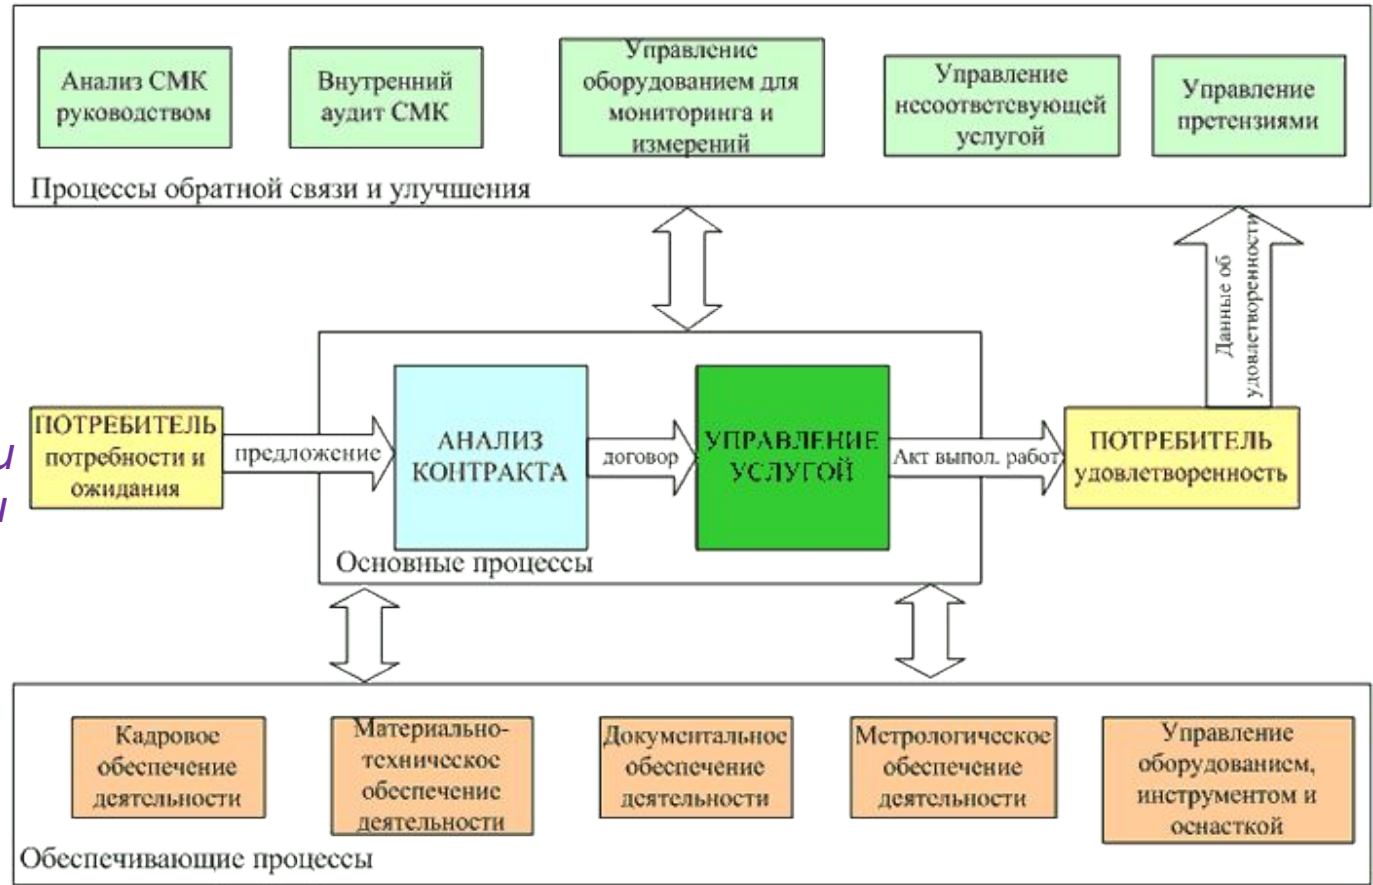 Анализ СМК
руководством
Внутренний
аудит СМК
Управление
оборудованием для
мониторинга и
измерений
Управление
несоответсвующей
услугой
Управление
претензиями
Процессы обратной связи и улучшения
Данные об
удовлетворенности
ПОТРЕБИТЕЛЬ
потребности и
ожидания
предложение
АНАЛИЗ
КОНТРАКТА
договор
УПРАВЛЕНИЕ
УСЛУГОЙ
Акт выпол. работ
ПОТРЕБИТЕЛЬ
удовлетворенность
Основные процессы
Кадровое
обеспечение
деятельности
Материально-
техническое
обеспечение
деятельности
Документальное
обеспечение
деятельности
Метрологическое
обеспечение
деятельности
Управление
оборудованием,
инструментом и
оснасткой
Обеспечивающие процессы